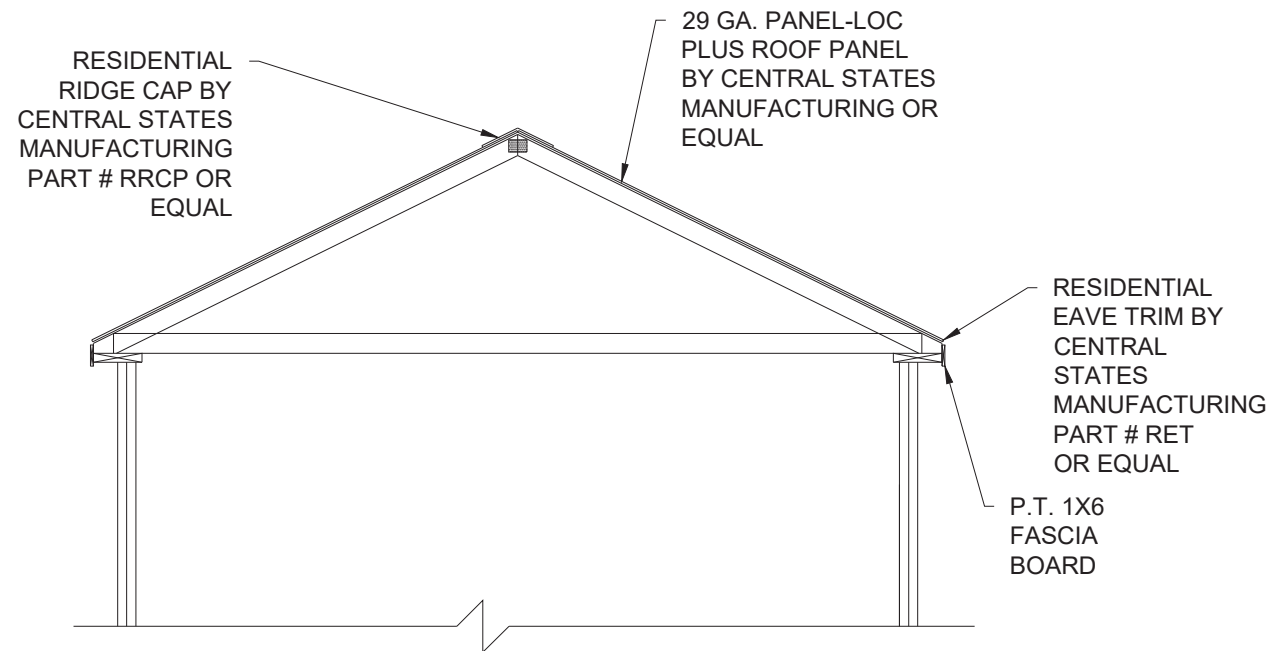 RESIDENTIAL
RIDGE CAP BY
CENTRAL STATES
MANUFACTURING
PART # RRCP OR
EQUAL
29 GA. PANEL-LOC
PLUS ROOF PANEL
BY CENTRAL STATES
MANUFACTURING OR
EQUAL
RESIDENTIAL
EAVE TRIM BY
CENTRAL
STATES
MANUFACTURING
PART # RET
OR EQUAL
P.T. 1X6
FASCIA
BOARD